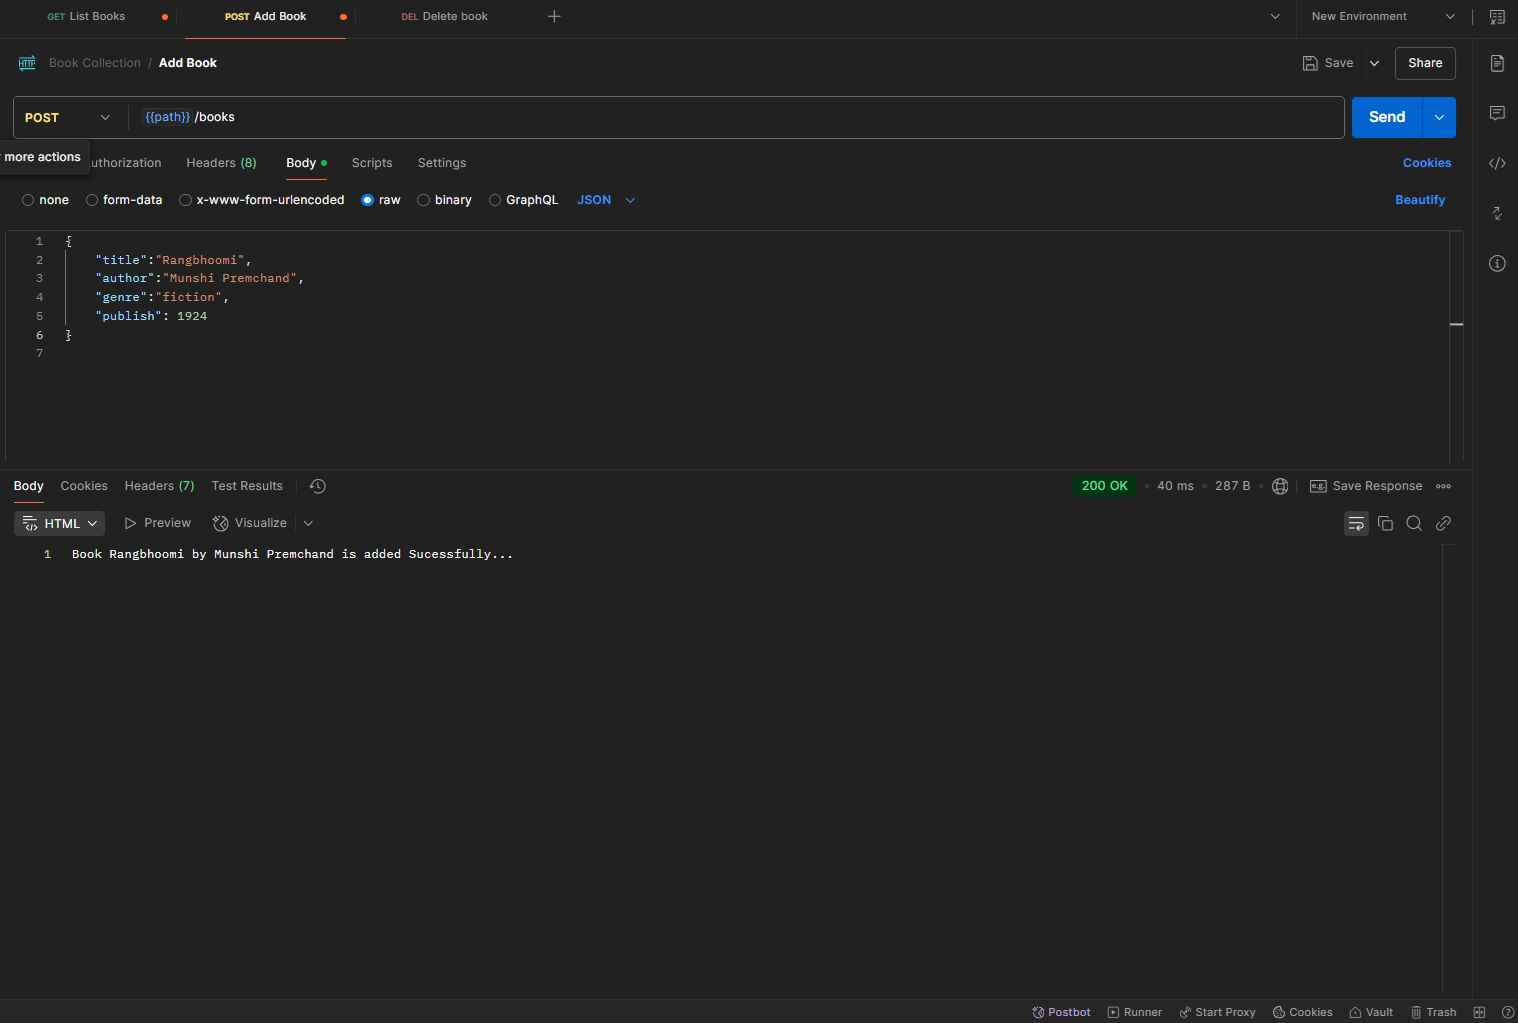 GET List Books POST Add Book DEL Delete book New Environment
HTTP Book Collection / Add Book Save Share
POST {{path}} /books Send
more actions uthorization Headers (8) Body Scripts Settings Cookies
none form-data x-www-form-urlencoded raw binary GraphQL JSON Beautify
1 {
2 "title":"Rangbhoomi",
3 "author":"Munshi Premchand",
4 "genre":"fiction",
5 "publish": 1924
6 }
7
Body Cookies Headers (7) Test Results 200 OK 40 ms 287 B e.g. Save Response
HTML Preview Visualize
1 Book Rangbhoomi by Munshi Premchand is added Sucessfully...
Postbot Runner Start Proxy Cookies Vault Trash